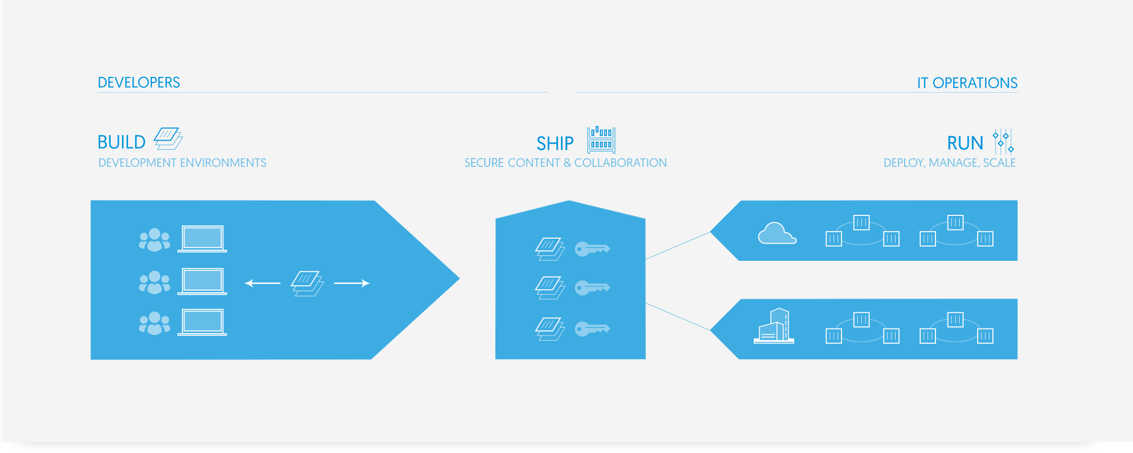 DEVELOPERS
IT OPERATIONS
BUILD
DEVELOPMENT ENVIRONMENTS
SHIP
SECURE CONTENT & COLLABORATION
RUN
DEPLOY, MANAGE, SCALE